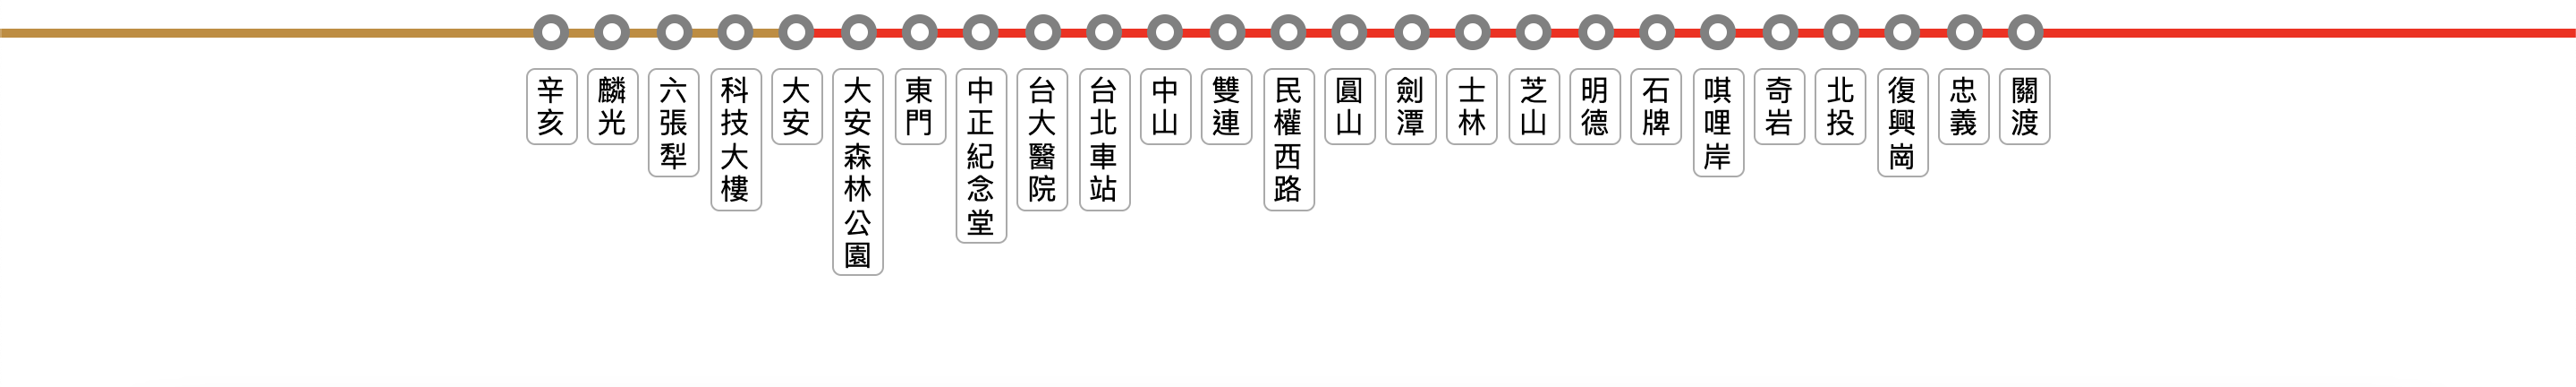 辛亥
麟光
六張犁
科技大樓
大安
大安森林公園
東門
中正紀念堂
台大醫院
台北車站
中山
雙連
民權西路
圓山
劍潭
士林
芝山
明德
石牌
唭哩岸
奇岩
北投
復興崗
忠義
關渡